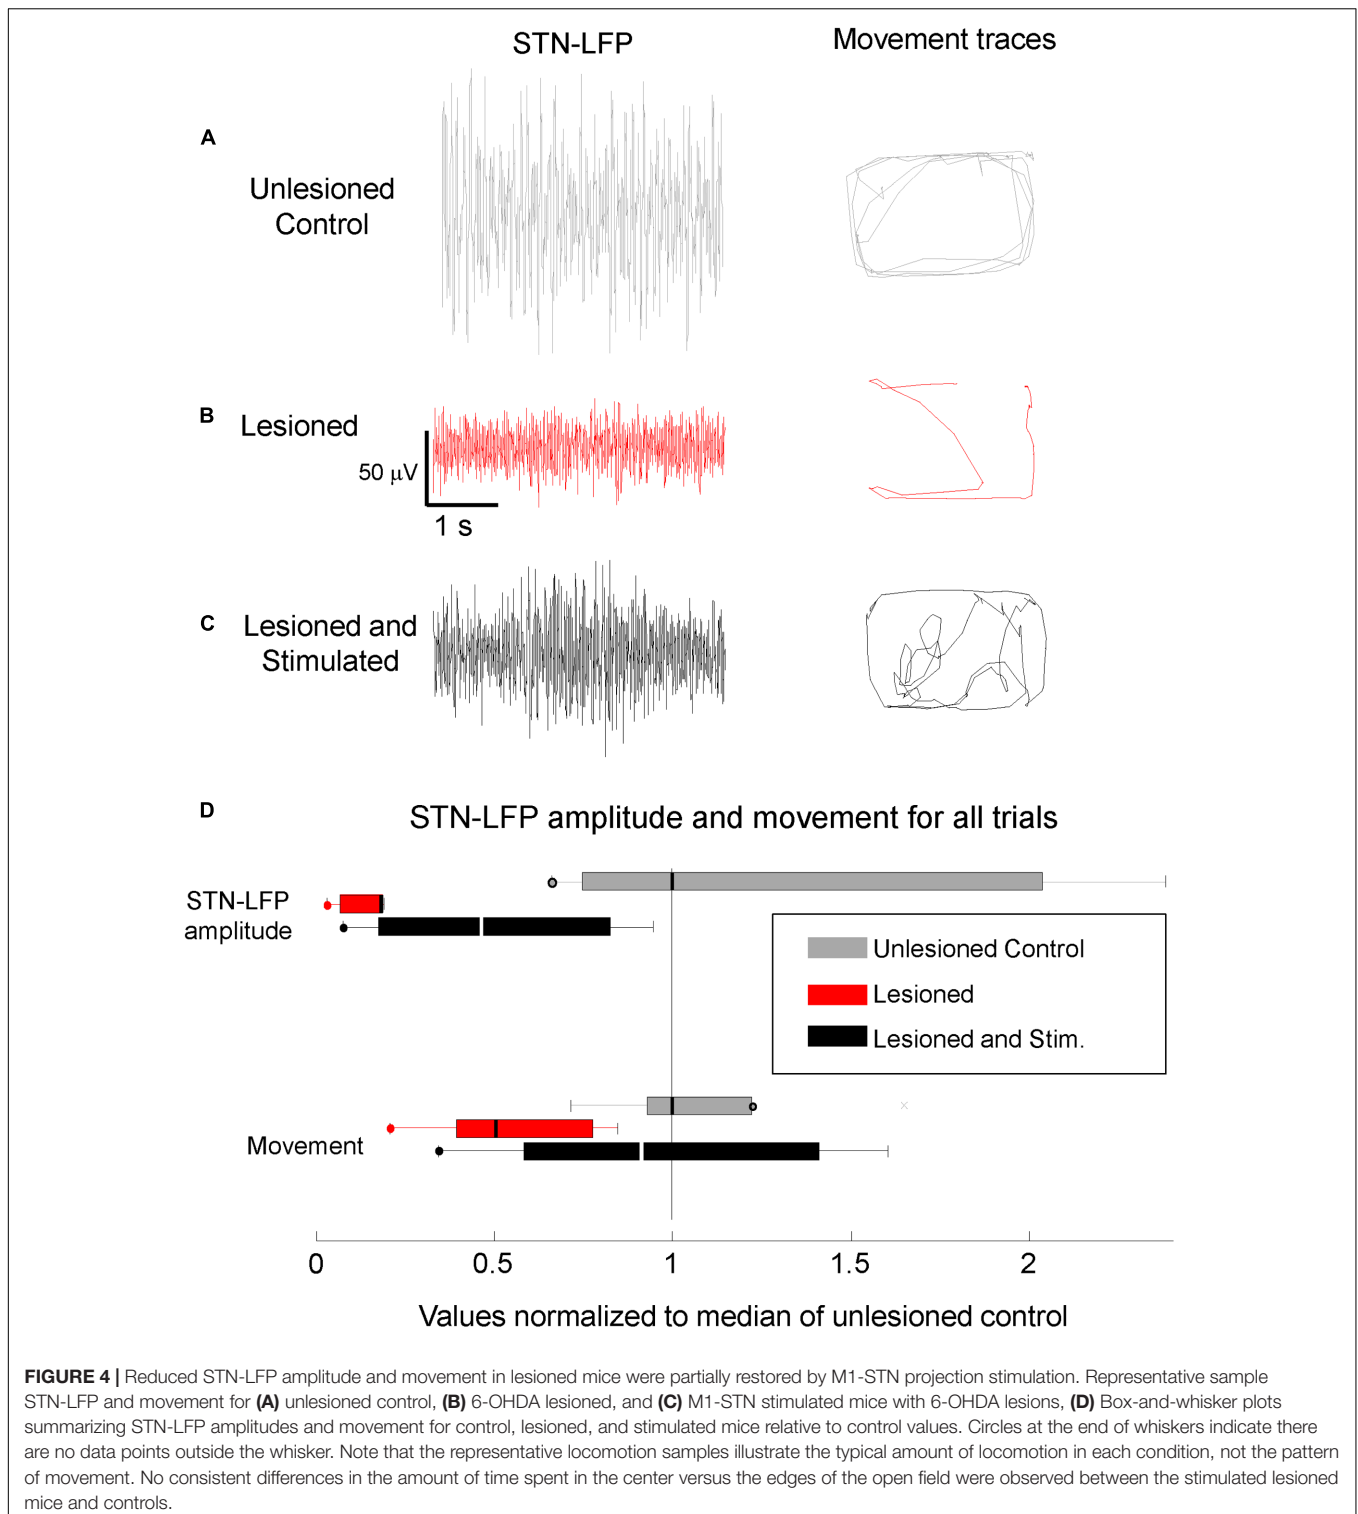 STN-LFP
Movement traces
A
Unlesioned
Control
B
Lesioned
50 µV
1 s
C
Lesioned and
Stimulated
D
STN-LFP amplitude and movement for all trials
STN-LFP
amplitude
Unlesioned Control
Lesioned
Lesioned and Stim.
Movement
0
0.5
1
1.5
2
Values normalized to median of unlesioned control
FIGURE 4 | Reduced STN-LFP amplitude and movement in lesioned mice were partially restored by M1-STN projection stimulation. Representative sample
STN-LFP and movement for (A) unlesioned control, (B) 6-OHDA lesioned, and (C) M1-STN stimulated mice with 6-OHDA lesions, (D) Box-and-whisker plots
summarizing STN-LFP amplitudes and movement for control, lesioned, and stimulated mice relative to control values. Circles at the end of whiskers indicate there
are no data points outside the whisker. Note that the representative locomotion samples illustrate the typical amount of locomotion in each condition, not the pattern
of movement. No consistent differences in the amount of time spent in the center versus the edges of the open field were observed between the stimulated lesioned
mice and controls.